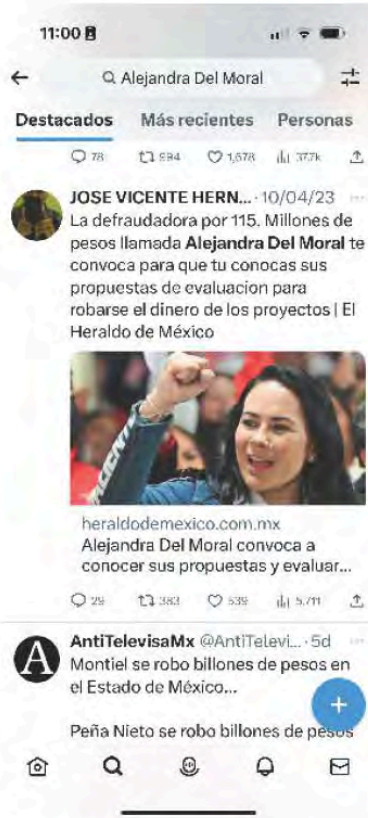 11:00
Alejandra Del Moral
Destacados Más recientes Personas
78 994 1,678 37.7k
JOSE VICENTE HERN... · 10/04/23
La defraudadora por 115. Millones de
pesos llamada Alejandra Del Moral te
convoca para que tu conocas sus
propuestas de evaluacion para
robarse el dinero de los proyectos | El
Heraldo de México
heraldodemexico.com.mx
Alejandra Del Moral convoca a
conocer sus propuestas y evaluar...
29 383 539 5,711
AntiTelevisaMx @AntiTelevi... · 5d
Montiel se robo billones de pesos en
el Estado de México...
Peña Nieto se robo billones de pesos